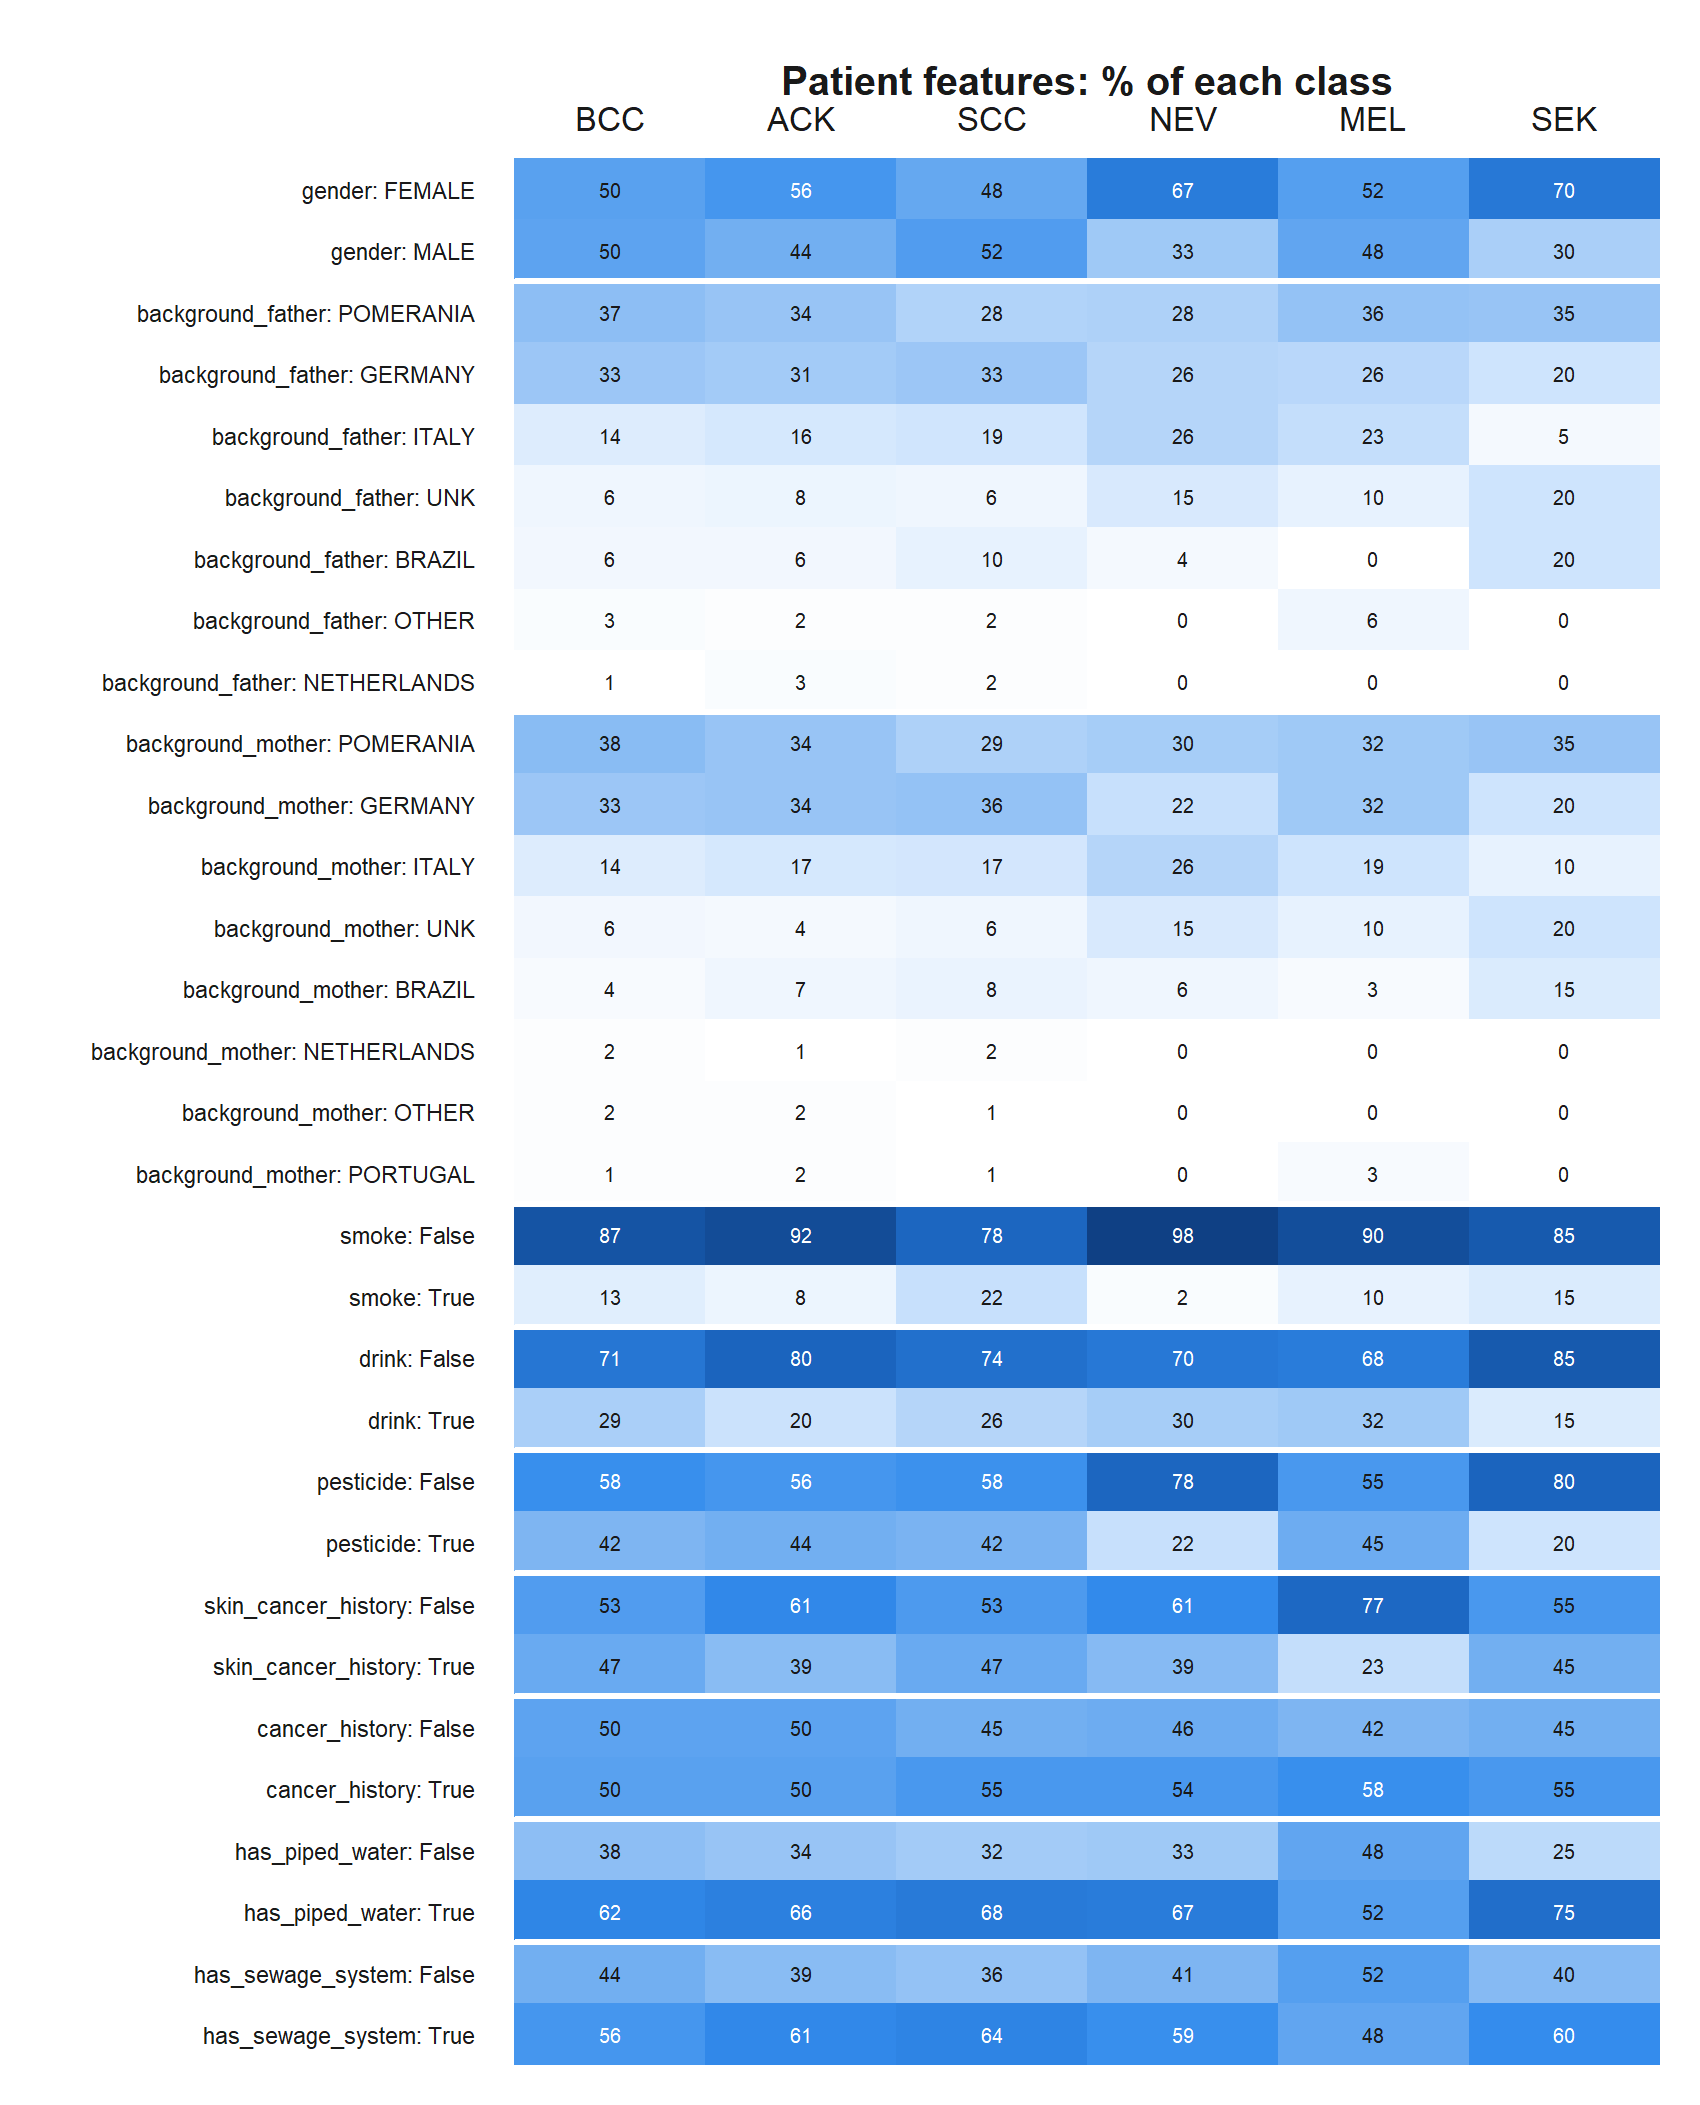 Patient features: % of each class
BCC ACK SCC NEV MEL SEK
gender: FEMALE 50 56 48 67 52 70
gender: MALE 50 44 52 33 48 30
background_father: POMERANIA 37 34 28 28 36 35
background_father: GERMANY 33 31 33 26 26 20
background_father: ITALY 14 16 19 26 23 5
background_father: UNK 6 8 6 15 10 20
background_father: BRAZIL 6 6 10 4 0 20
background_father: OTHER 3 2 2 0 6 0
background_father: NETHERLANDS 1 3 2 0 0 0
background_mother: POMERANIA 38 34 29 30 32 35
background_mother: GERMANY 33 34 36 22 32 20
background_mother: ITALY 14 17 17 26 19 10
background_mother: UNK 6 4 6 15 10 20
background_mother: BRAZIL 4 7 8 6 3 15
background_mother: NETHERLANDS 2 1 2 0 0 0
background_mother: OTHER 2 2 1 0 0 0
background_mother: PORTUGAL 1 2 1 0 3 0
smoke: False 87 92 78 98 90 85
smoke: True 13 8 22 2 10 15
drink: False 71 80 74 70 68 85
drink: True 29 20 26 30 32 15
pesticide: False 58 56 58 78 55 80
pesticide: True 42 44 42 22 45 20
skin_cancer_history: False 53 61 53 61 77 55
skin_cancer_history: True 47 39 47 39 23 45
cancer_history: False 50 50 45 46 42 45
cancer_history: True 50 50 55 54 58 55
has_piped_water: False 38 34 32 33 48 25
has_piped_water: True 62 66 68 67 52 75
has_sewage_system: False 44 39 36 41 52 40
has_sewage_system: True 56 61 64 59 48 60